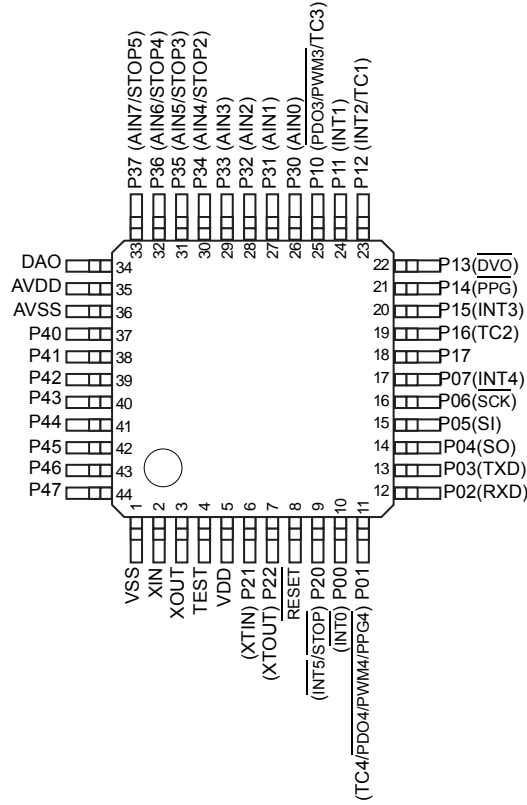 P37 (AIN7/STOP5)
P36 (AIN6/STOP4)
P35 (AIN5/STOP3)
P34 (AIN4/STOP2)
P33 (AIN3)
P32 (AIN2)
P31 (AIN1)
P30 (AIN0)
P10 (PDO3/PWM3/TC3)
P11 (INT1)
P12 (INT2/TC1)
33
32
31
30
29
28
27
26
25
24
23
DAO 34
AVDD 35
AVSS 36
P40 37
P41 38
P42 39
P43 40
P44 41
P45 42
P46 43
P47 44
22 P13(DVO)
21 P14(PPG)
20 P15(INT3)
19 P16(TC2)
18 P17
17 P07(INT4)
16 P06(SCK)
15 P05(SI)
14 P04(SO)
13 P03(TXD)
12 P02(RXD)
1
2
3
4
5
6
7
8
9
10
11
VSS
XIN
XOUT
TEST
VDD
(XTIN) P21
(XTOUT) P22
RESET
(INT5/STOP) P20
(INT0) P00
(TC4/PDO4/PWM4/PPG4) P01